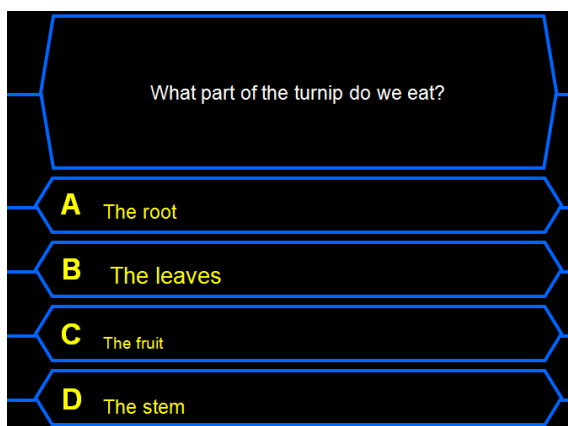 What part of the turnip do we eat?
A The root
B The leaves
C The fruit
D The stem